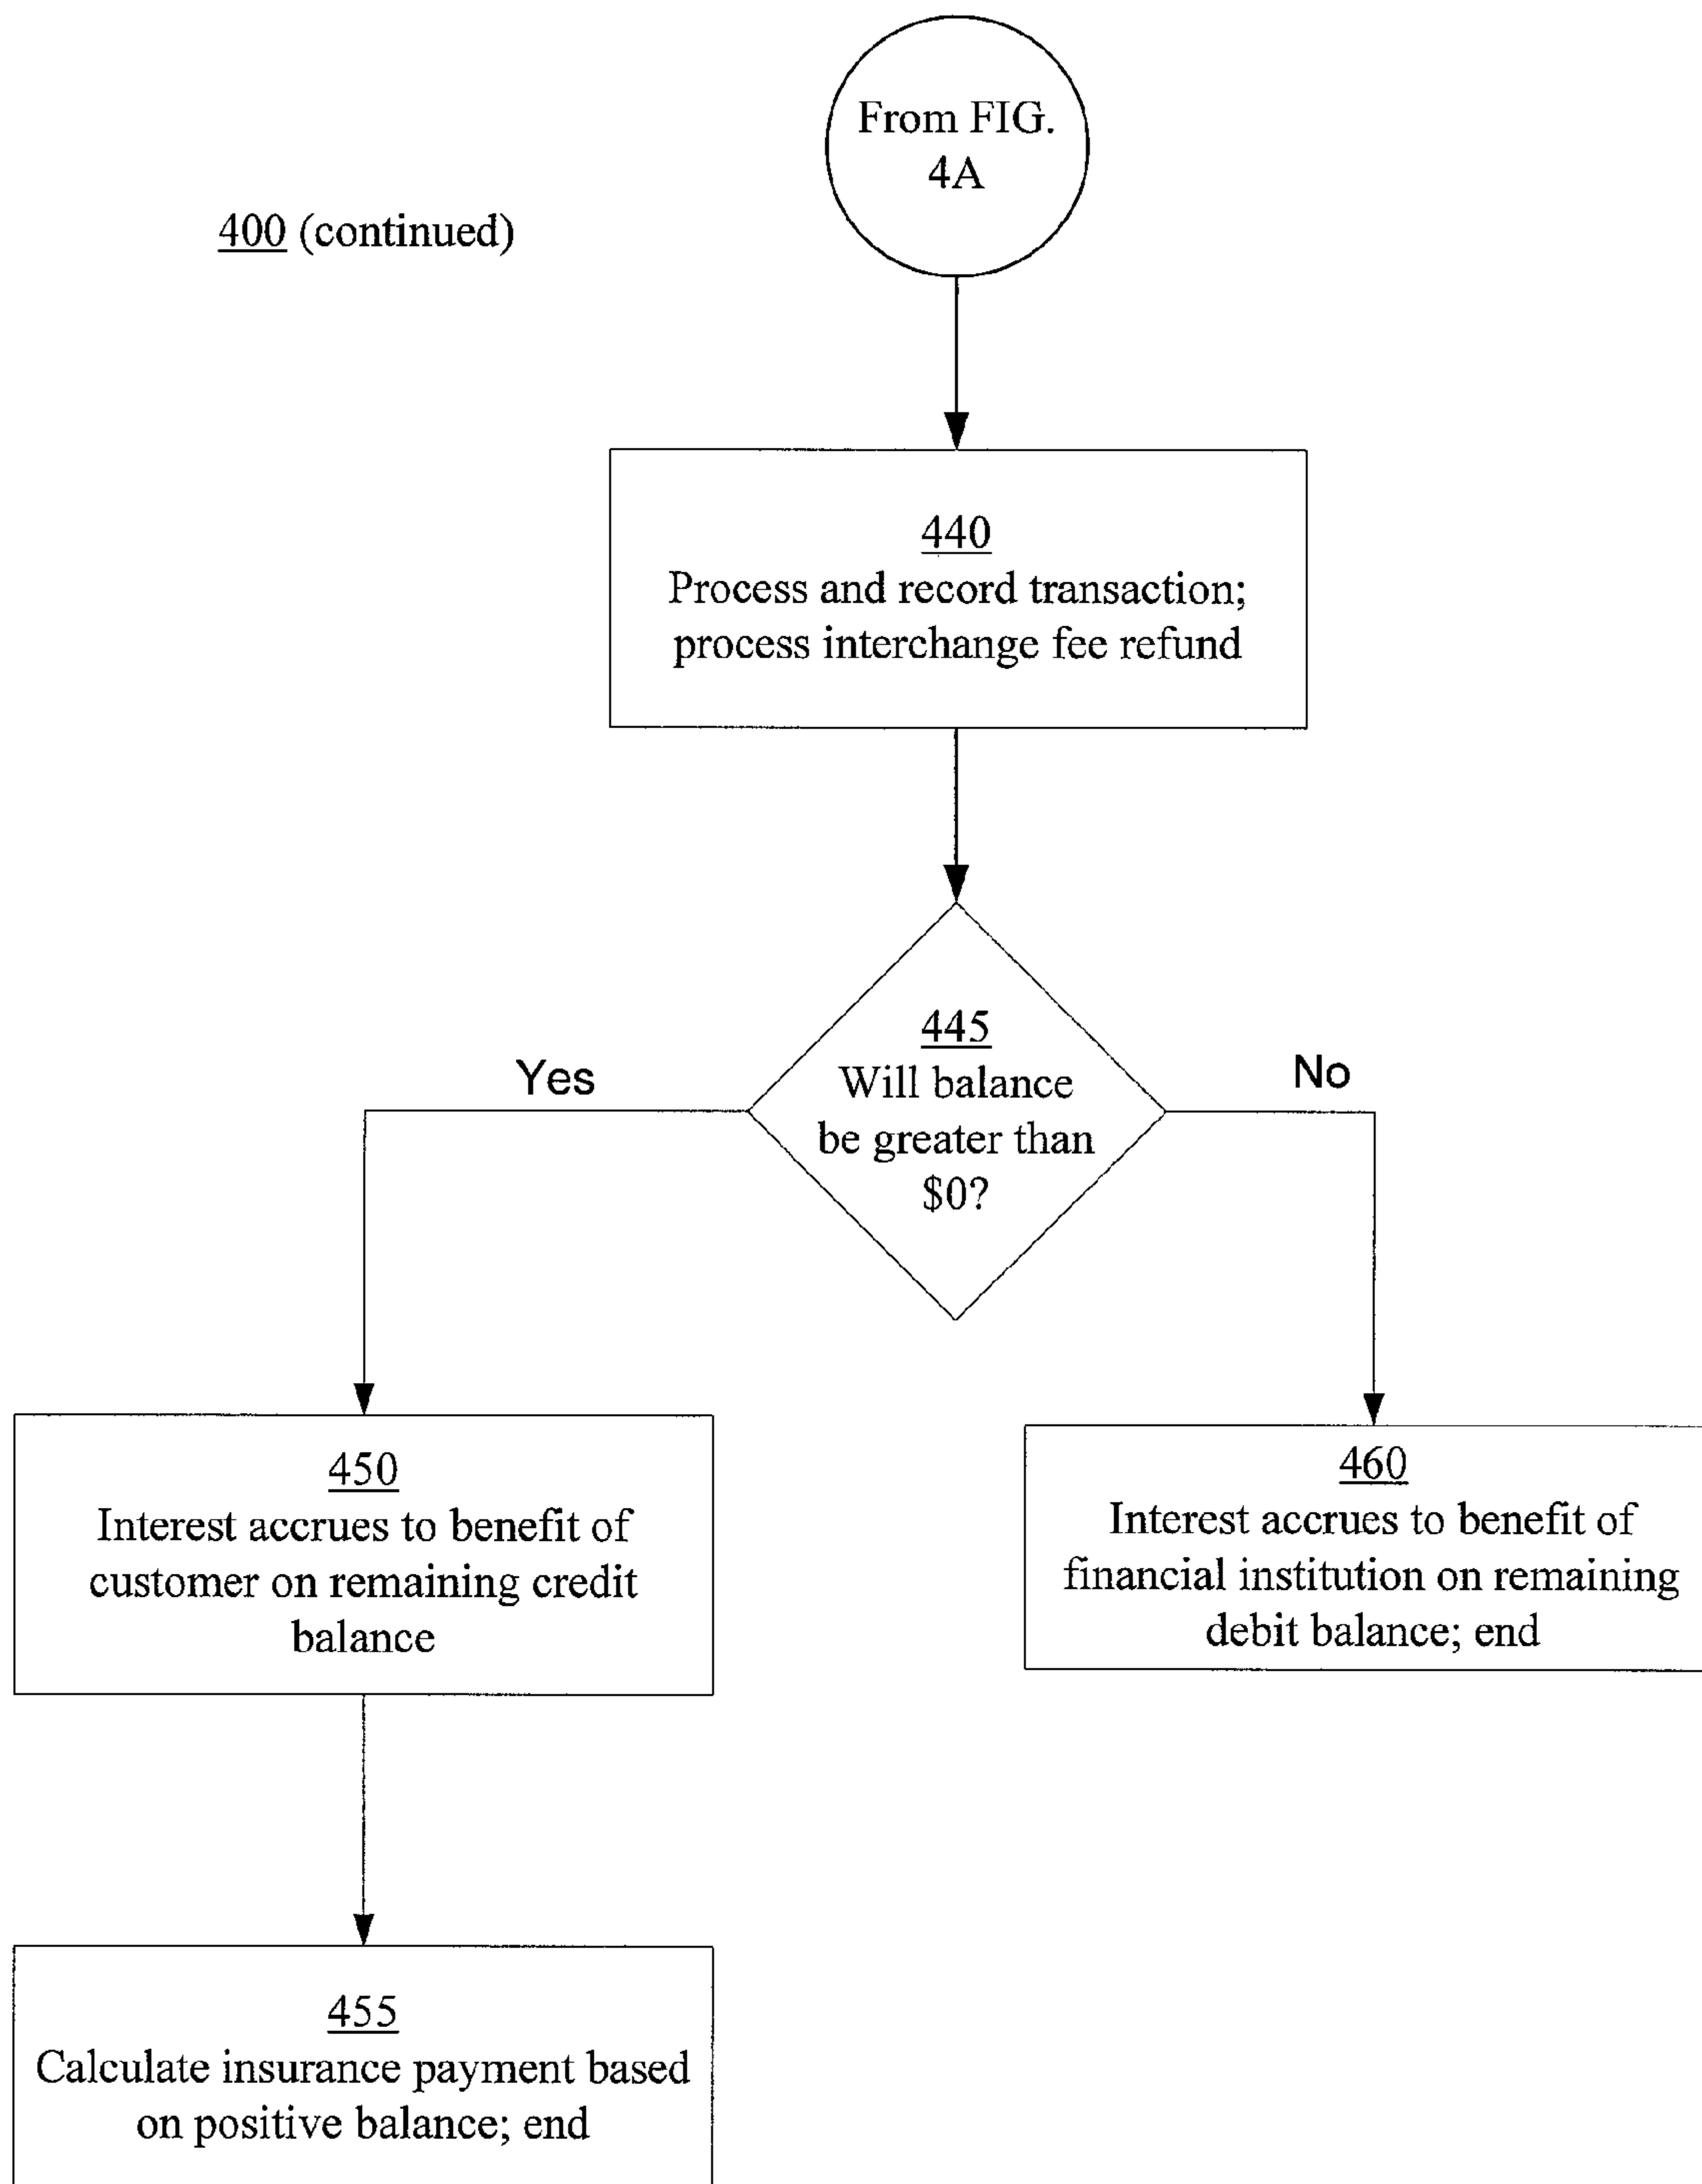 From FIG.
4A
400 (continued)
440
Process and record transaction;
process interchange fee refund
445
Will balance
be greater than
$0?
Yes
No
450
Interest accrues to benefit of
customer on remaining credit
balance
460
Interest accrues to benefit of
financial institution on remaining
debit balance; end
455
Calculate insurance payment based
on positive balance; end